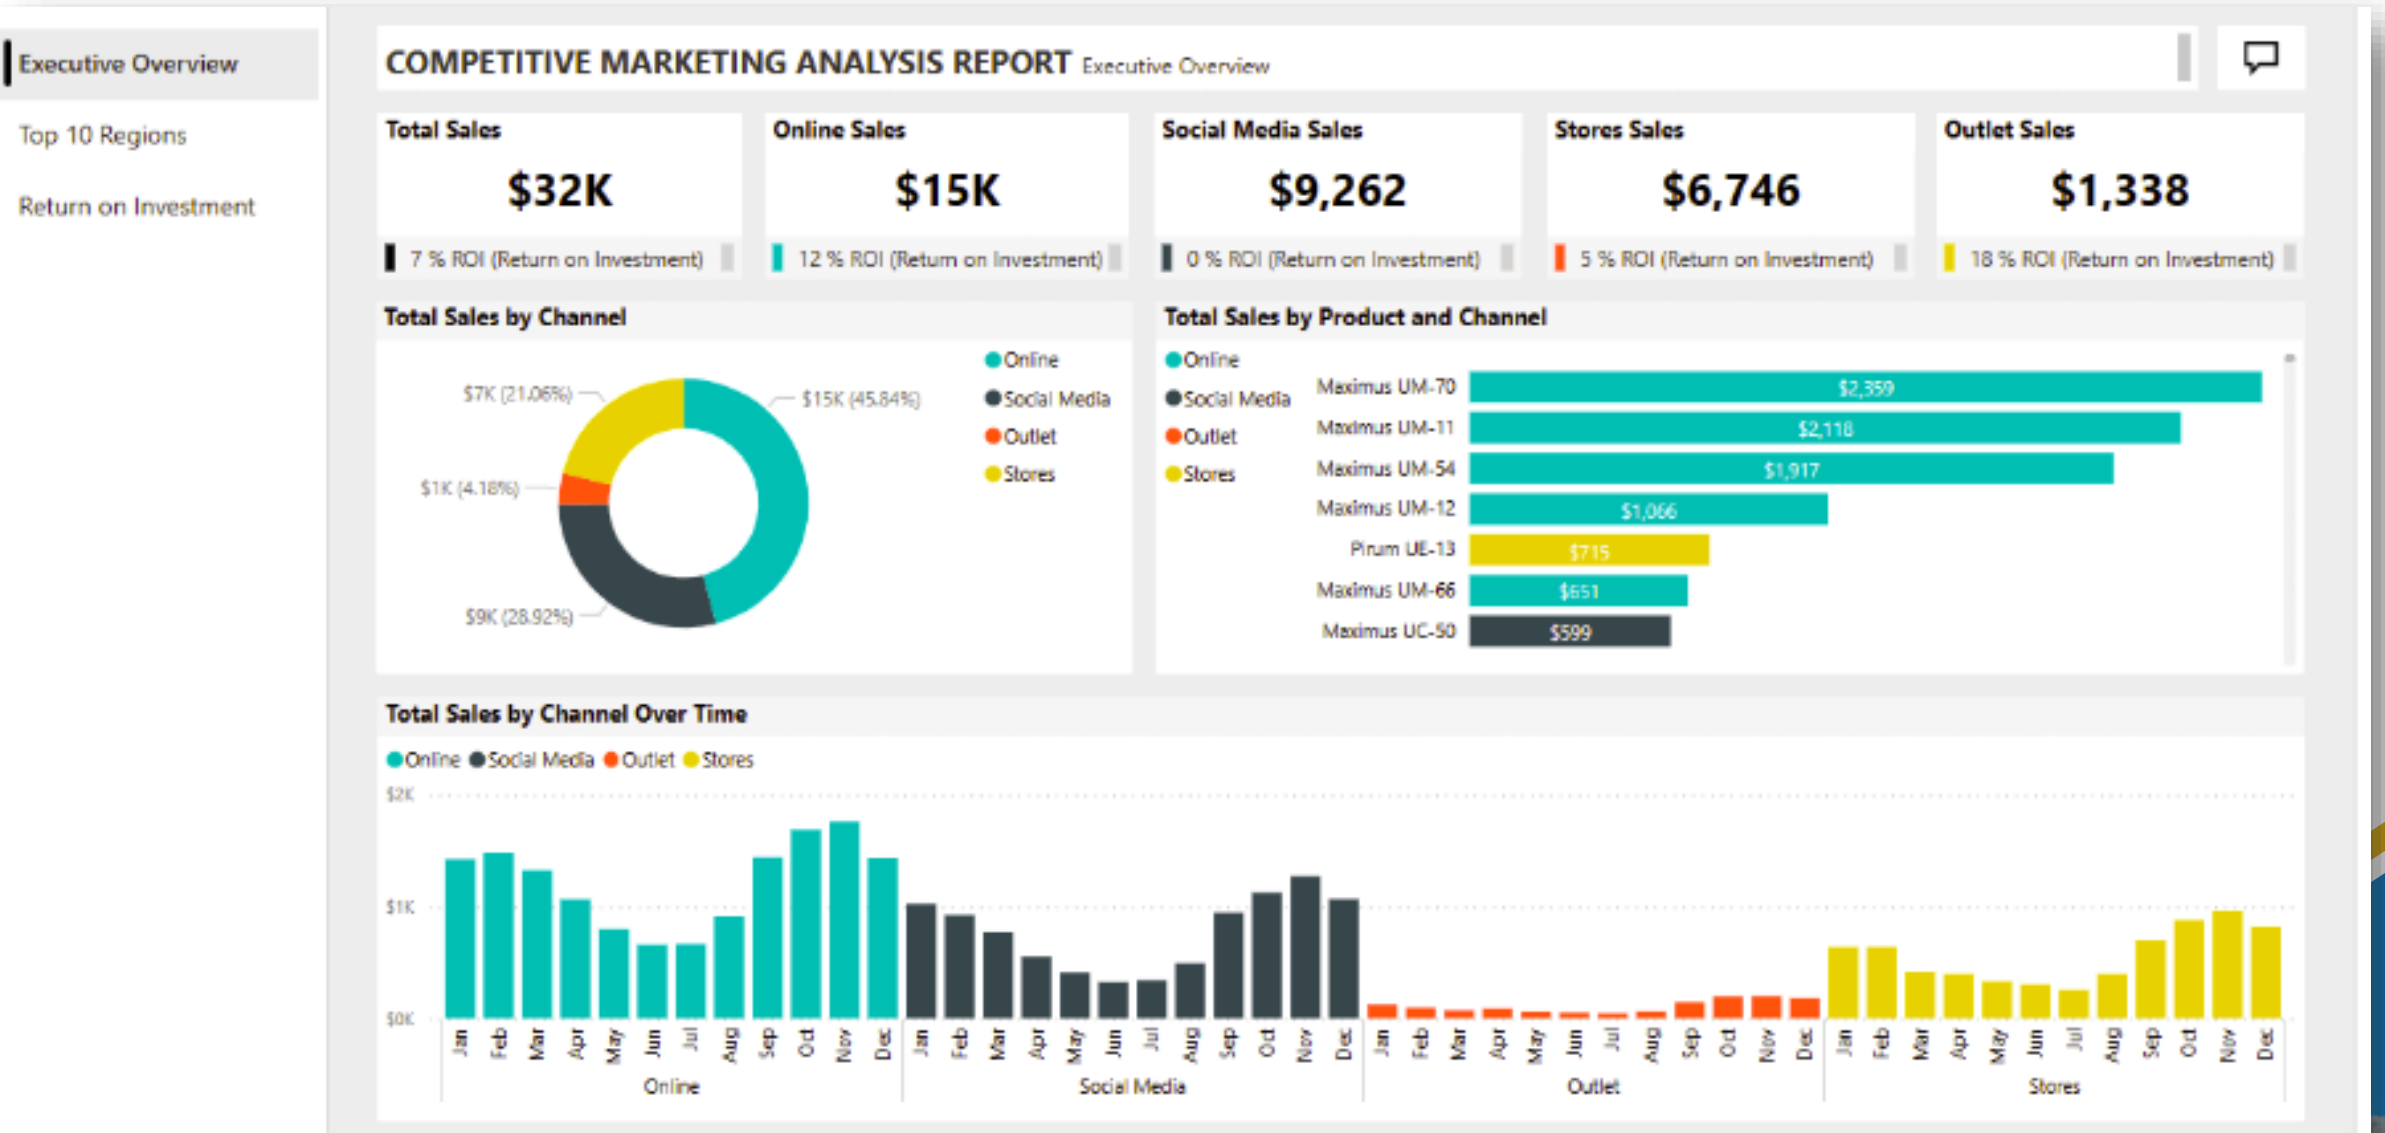 Executive Overview
Top 10 Regions
Return on Investment
COMPETITIVE MARKETING ANALYSIS REPORT Executive Overview
Total Sales
$32K
7 % ROI (Return on Investment)
Online Sales
$15K
12 % ROI (Return on Investment)
Social Media Sales
$9,262
0 % ROI (Return on Investment)
Stores Sales
$6,746
5 % ROI (Return on Investment)
Outlet Sales
$1,338
18 % ROI (Return on Investment)
Total Sales by Channel
$7K (21.06%)
$15K (45.84%)
$1K (4.18%)
$9K (28.92%)
Online
Social Media
Outlet
Stores
Total Sales by Product and Channel
Online
Social Media
Outlet
Stores
Maximus UM-70 $2,359
Maximus UM-11 $2,118
Maximus UM-54 $1,917
Maximus UM-12 $1,066
Pirum UE-13 $715
Maximus UM-66 $651
Maximus UC-50 $599
Total Sales by Channel Over Time
Online Social Media Outlet Stores
$2K
$1K
$0K
Jan Feb Mar Apr May Jun Jul Aug Sep Oct Nov Dec Jan Feb Mar Apr May Jun Jul Aug Sep Oct Nov Dec Jan Feb Mar Apr May Jun Jul Aug Sep Oct Nov Dec Jan Feb Mar Apr May Jun Jul Aug Sep Oct Nov Dec
Online Social Media Outlet Stores